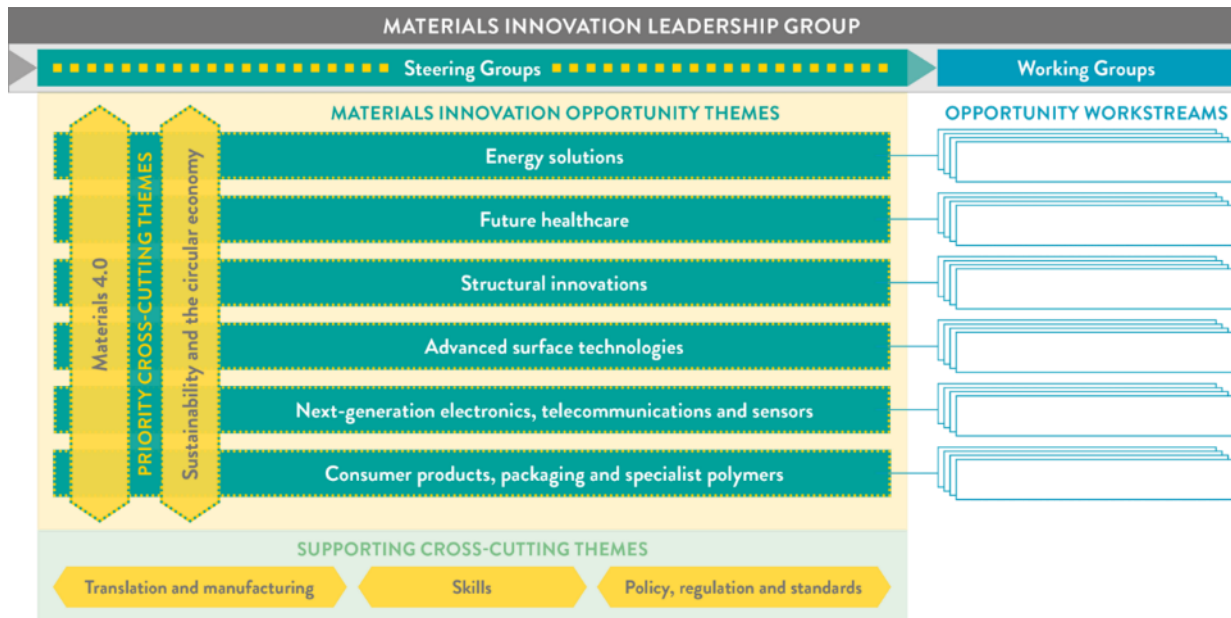 MATERIALS INNOVATION LEADERSHIP GROUP
Steering Groups
Working Groups
MATERIALS INNOVATION OPPORTUNITY THEMES
OPPORTUNITY WORKSTREAMS
Materials 4.0
PRIORITY CROSS-CUTTING THEMES
Sustainability and the circular economy
Energy solutions
Future healthcare
Structural innovations
Advanced surface technologies
Next-generation electronics, telecommunications and sensors
Consumer products, packaging and specialist polymers
SUPPORTING CROSS-CUTTING THEMES
Translation and manufacturing
Skills
Policy, regulation and standards